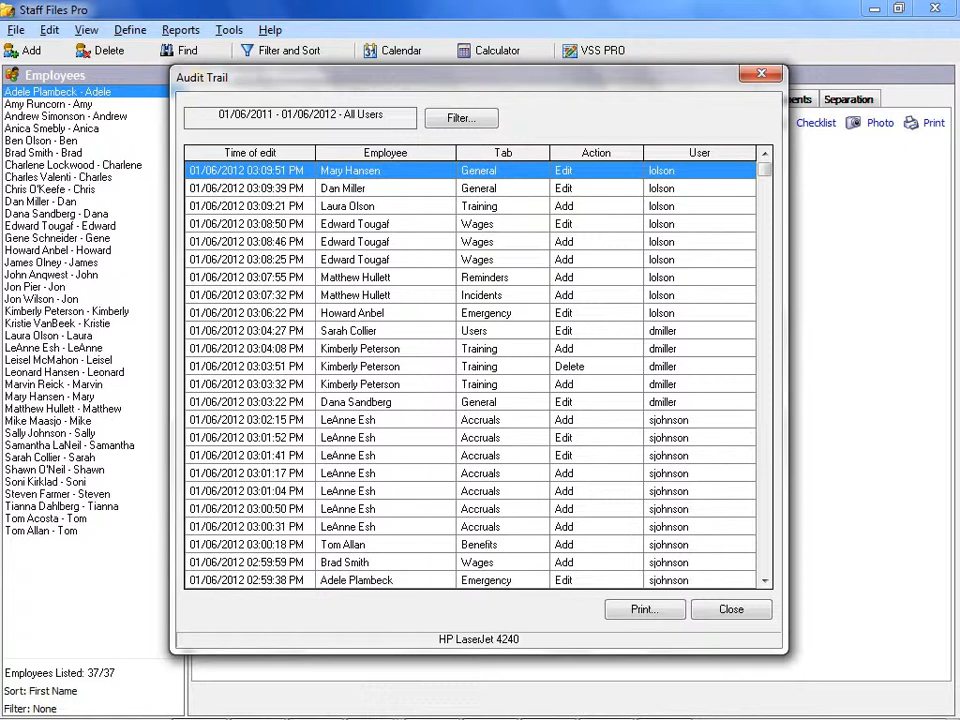 Staff Files Pro
File Edit View Define Reports Tools Help
Add Delete Find Filter and Sort Calendar Calculator VSS PRO
Employees
Adele Plambeck - Adele
Amy Runcorn - Amy
Andrew Simonson - Andrew
Anica Smebly - Anica
Ben Olson - Ben
Brad Smith - Brad
Charlene Lockwood - Charlene
Charles Valenti - Charles
Chris O'Keefe - Chris
Dan Miller - Dan
Dana Sandberg - Dana
Edward Tougaf - Edward
Gene Schneider - Gene
Howard Anbel - Howard
James Olney - James
John Anqwest - John
Jon Pier - Jon
Jon Wilson - Jon
Kimberly Peterson - Kimberly
Kristie VanBeek - Kristie
Laura Olson - Laura
LeAnne Esh - LeAnne
Leisel McMahon - Leisel
Leonard Hansen - Leonard
Marvin Reick - Marvin
Mary Hansen - Mary
Matthew Hullett - Matthew
Mike Maasjo - Mike
Sally Johnson - Sally
Samantha LaNeil - Samantha
Sarah Collier - Sarah
Shawn O'Neil - Shawn
Soni Kirklad - Soni
Steven Farmer - Steven
Tianna Dahlberg - Tianna
Tom Acosta - Tom
Tom Allan - Tom
Employees Listed: 37/37
Sort: First Name
Filter: None
Audit Trail
01/06/2011 - 01/06/2012 - All Users Filter...
Time of edit Employee Tab Action User
01/06/2012 03:09:51 PM Mary Hansen General Edit lolson
01/06/2012 03:09:39 PM Dan Miller General Edit lolson
01/06/2012 03:09:21 PM Laura Olson Training Add lolson
01/06/2012 03:08:50 PM Edward Tougaf Wages Edit lolson
01/06/2012 03:08:46 PM Edward Tougaf Wages Add lolson
01/06/2012 03:08:25 PM Edward Tougaf Wages Add lolson
01/06/2012 03:07:55 PM Matthew Hullett Reminders Add lolson
01/06/2012 03:07:32 PM Matthew Hullett Incidents Add lolson
01/06/2012 03:06:22 PM Howard Anbel Emergency Edit lolson
01/06/2012 03:04:27 PM Sarah Collier Users Edit dmiller
01/06/2012 03:04:08 PM Kimberly Peterson Training Add dmiller
01/06/2012 03:03:51 PM Kimberly Peterson Training Delete dmiller
01/06/2012 03:03:32 PM Kimberly Peterson Training Add dmiller
01/06/2012 03:03:22 PM Dana Sandberg General Edit dmiller
01/06/2012 03:02:15 PM LeAnne Esh Accruals Add sjohnson
01/06/2012 03:01:52 PM LeAnne Esh Accruals Edit sjohnson
01/06/2012 03:01:41 PM LeAnne Esh Accruals Edit sjohnson
01/06/2012 03:01:17 PM LeAnne Esh Accruals Add sjohnson
01/06/2012 03:01:04 PM LeAnne Esh Accruals Add sjohnson
01/06/2012 03:00:50 PM LeAnne Esh Accruals Add sjohnson
01/06/2012 03:00:31 PM LeAnne Esh Accruals Add sjohnson
01/06/2012 03:00:18 PM Tom Allan Benefits Add sjohnson
01/06/2012 02:59:59 PM Brad Smith Wages Add sjohnson
01/06/2012 02:59:38 PM Adele Plambeck Emergency Edit sjohnson
Print... Close
HP LaserJet 4240
ents Separation
Checklist Photo Print